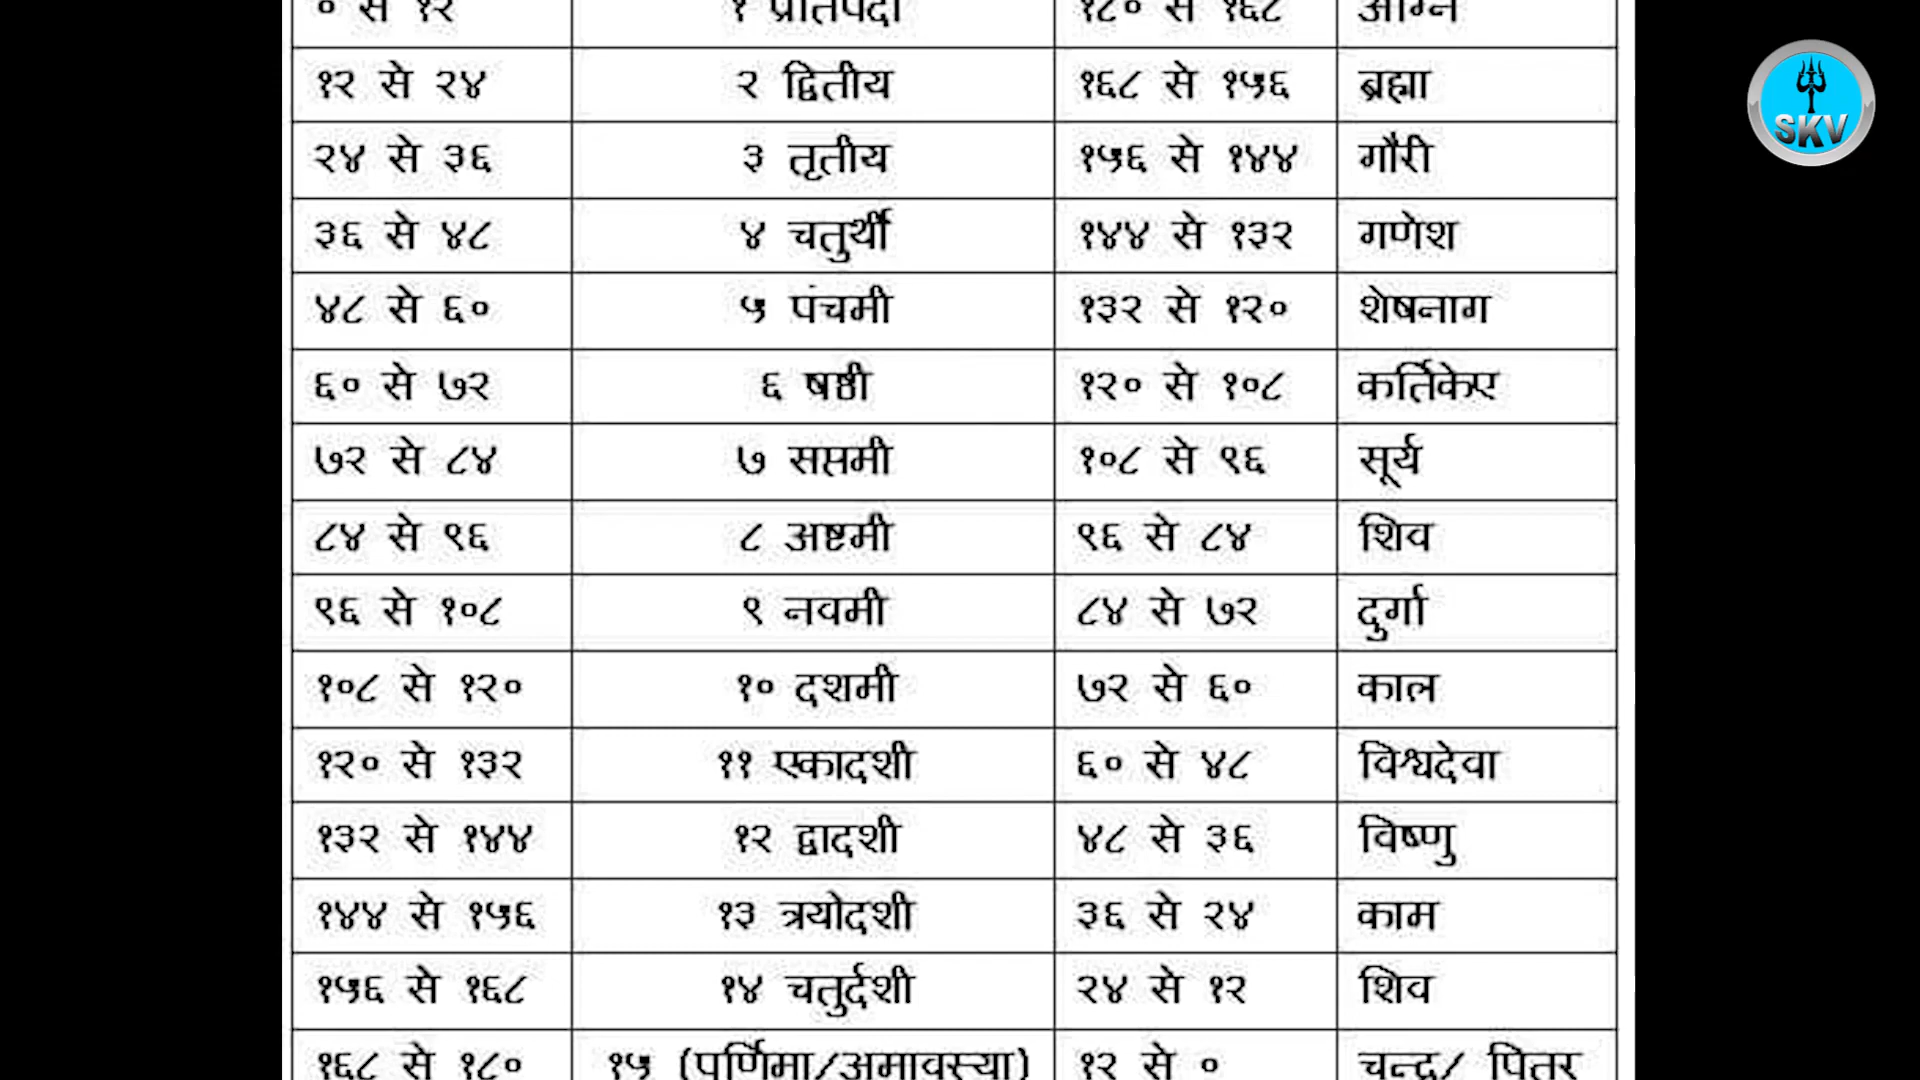 ० से १२ १ प्रतिपदा १८० से १६८ अग्नि
१२ से २४ २ द्वितीय १६८ से १५६ ब्रह्मा
२४ से ३६ ३ तृतीय १५६ से १४४ गौरी
३६ से ४८ ४ चतुर्थी १४४ से १३२ गणेश
४८ से ६० ५ पंचमी १३२ से १२० शेषनाग
६० से ७२ ६ षष्ठी १२० से १०८ कर्तिकेए
७२ से ८४ ७ सप्तमी १०८ से ९६ सूर्य
८४ से ९६ ८ अष्टमी ९६ से ८४ शिव
९६ से १०८ ९ नवमी ८४ से ७२ दुर्गा
१०८ से १२० १० दशमी ७२ से ६० काल
१२० से १३२ ११ एकादशी ६० से ४८ विश्वदेवा
१३२ से १४४ १२ द्वादशी ४८ से ३६ विष्णु
१४४ से १५६ १३ त्रयोदशी ३६ से २४ काम
१५६ से १६८ १४ चतुर्दशी २४ से १२ शिव
१६८ से १८० १५ (पूर्णिमा/अमावस्या) १२ से ० चन्द्र/ पितर
SKV